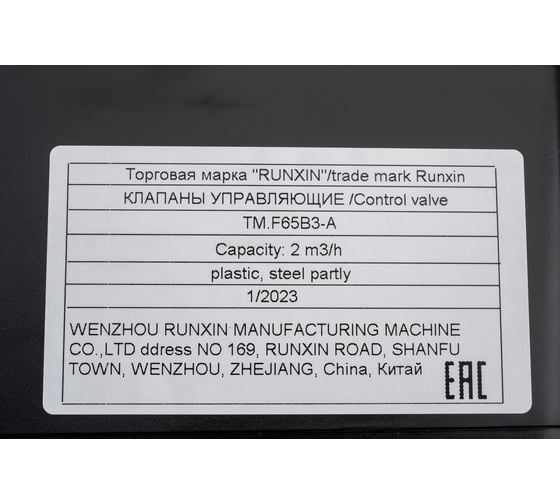 Торговая марка "RUNXIN"/trade mark Runxin
КЛАПАНЫ УПРАВЛЯЮЩИЕ /Control valve
TM.F65B3-A
Capacity: 2 m3/h
plastic, steel partly
1/2023
WENZHOU RUNXIN MANUFACTURING MACHINE
CO.,LTD ddress NO 169, RUNXIN ROAD, SHANFU
TOWN, WENZHOU, ZHEJIANG, China, Китай
EAC